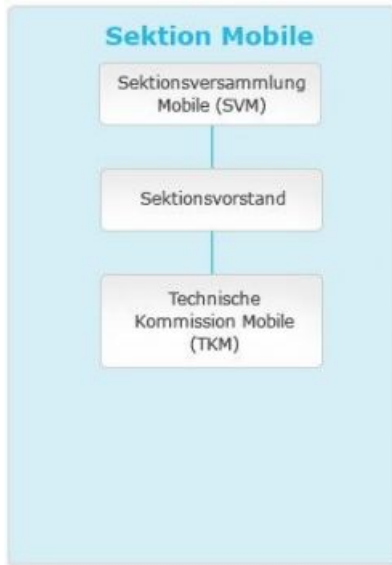 Sektion Mobile
Sektionsversammlung
Mobile (SVM)
Sektionsvorstand
Technische
Kommission Mobile
(TKM)